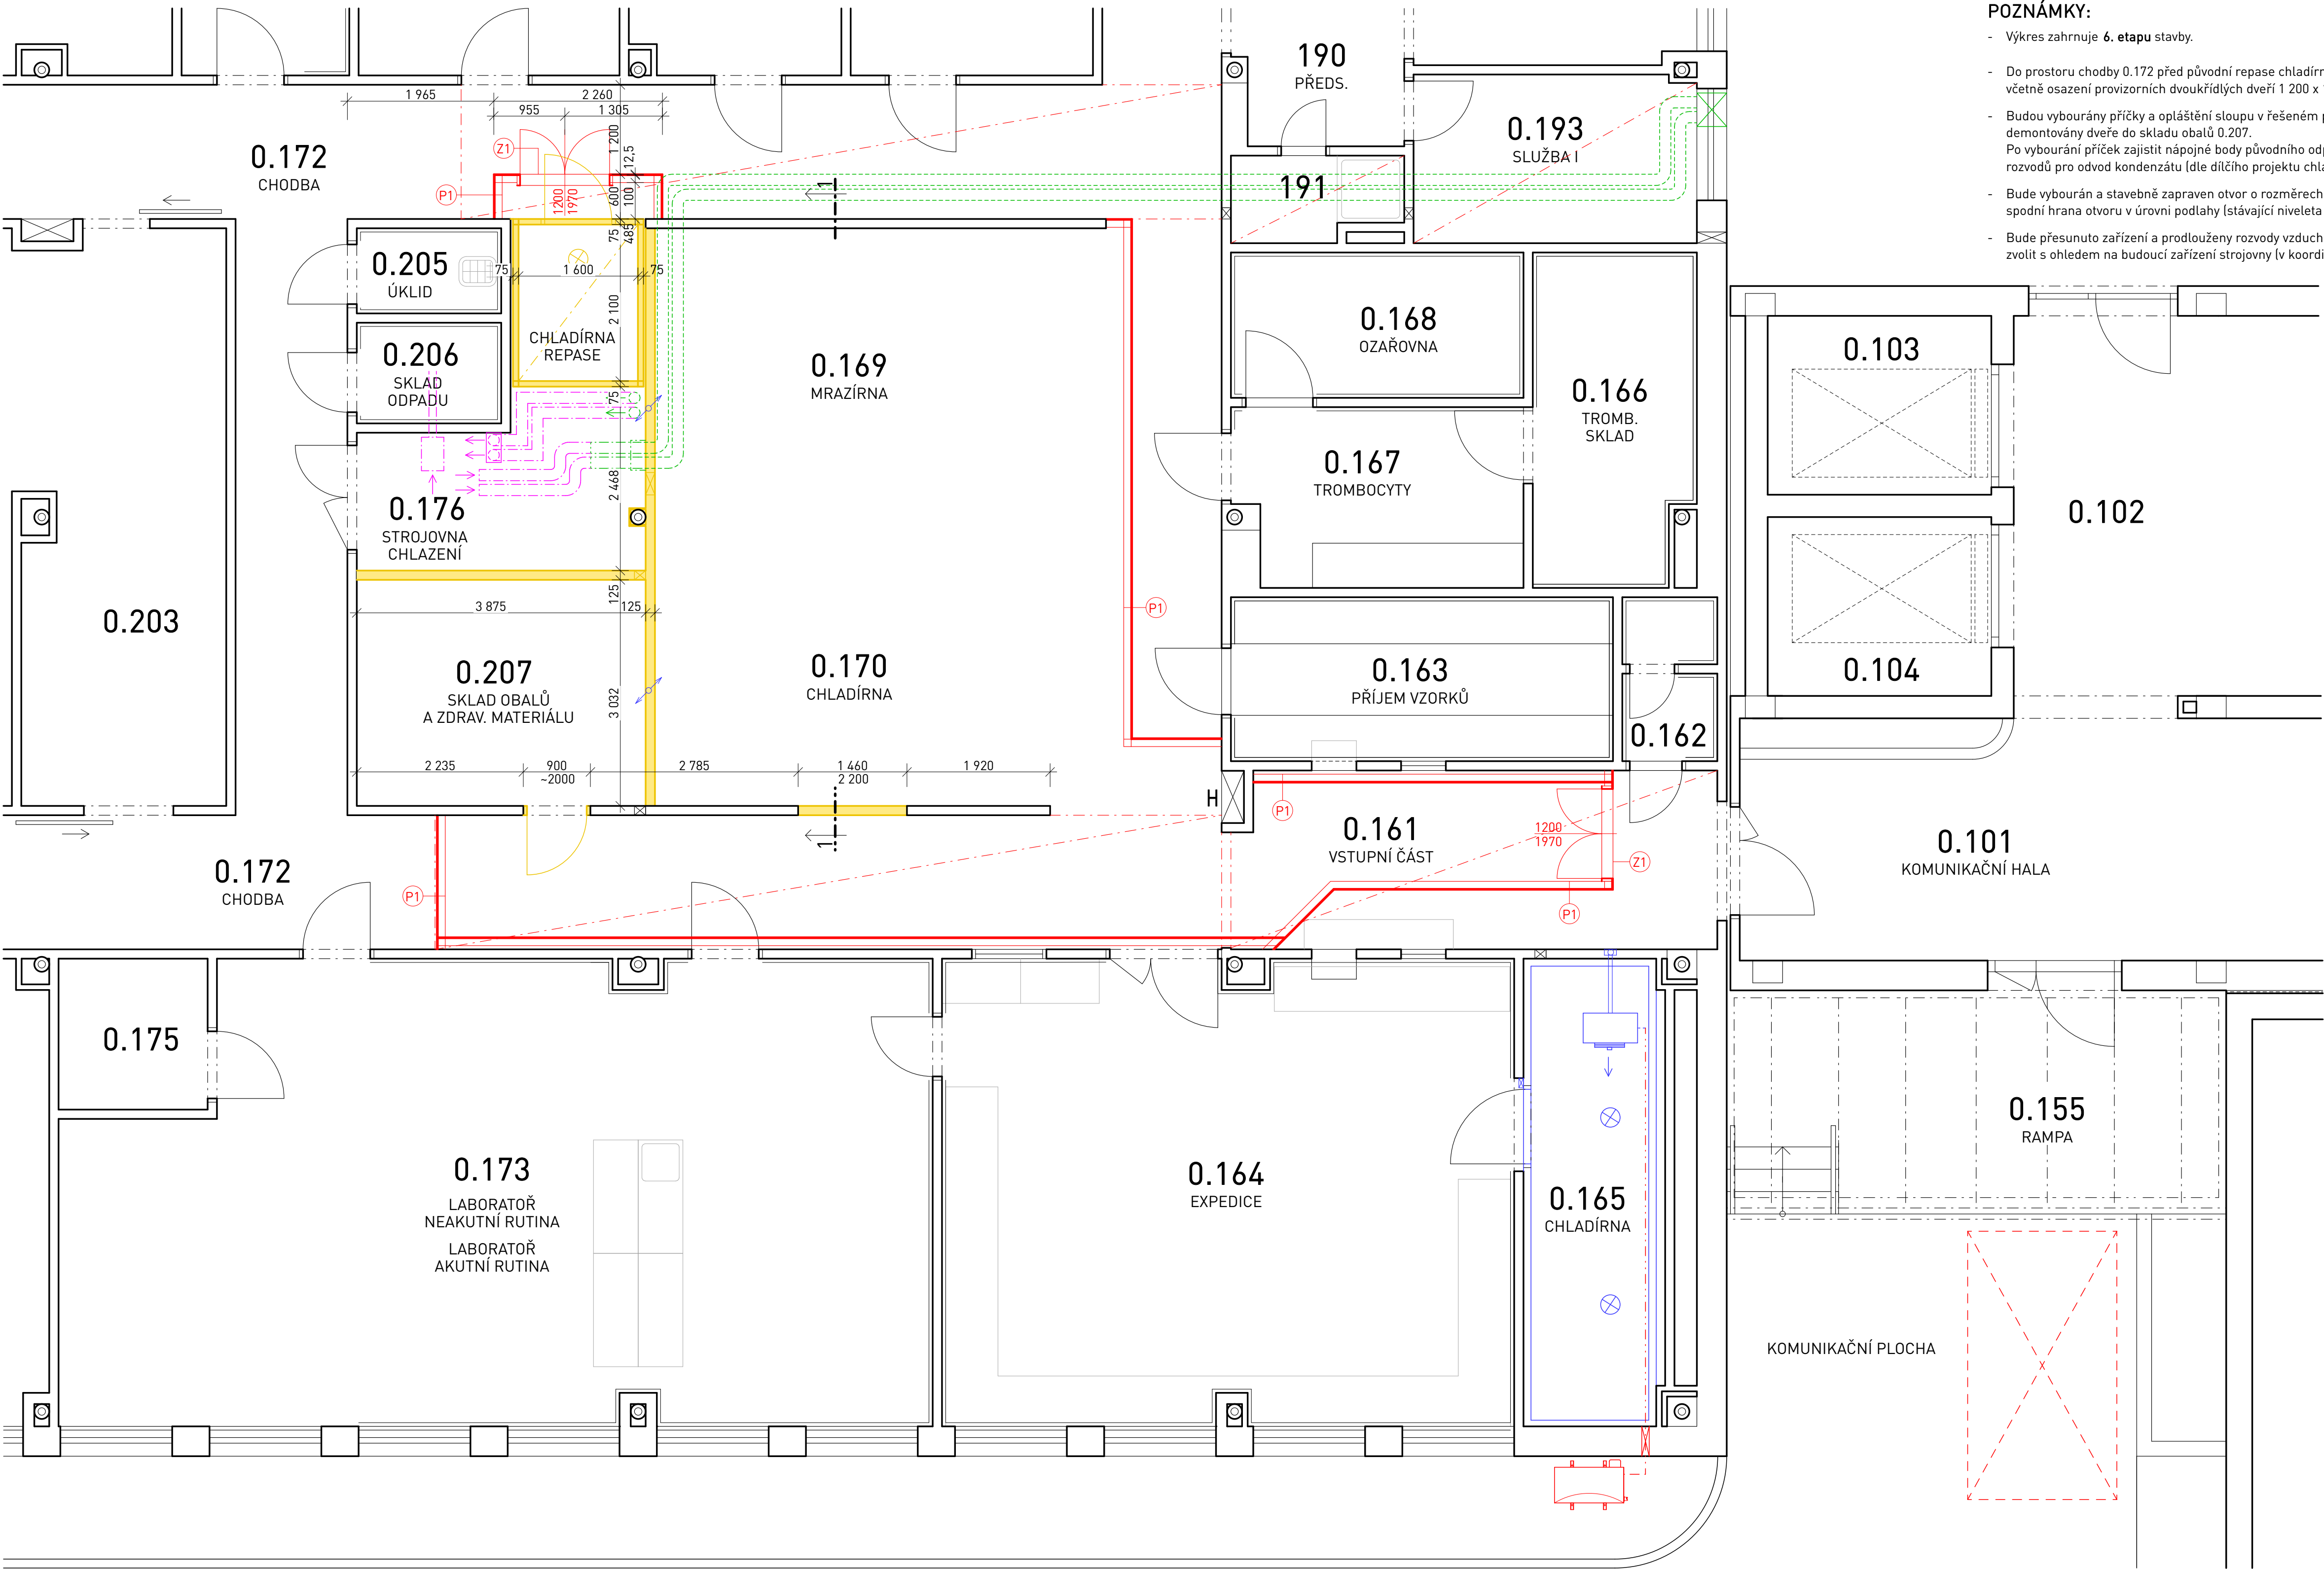 POZNÁMKY:
- Výkres zahrnuje 6. etapu stavby.
- Do prostoru chodby 0.172 před původní repase
včetně osazení provizorních dvoukřídlých dveří 1 200 x
- Budou vybourány příčky a opláštění sloupu v řešeném
demontovány dveře do skladu obalů 0.207.
Po vybourání příček zajistit nápojné body původního
rozvodů pro odvod kondenzátu (dle dílčího projektu
- Bude vybourán a stavebně zapraven otvor o rozměrech
spodní hrana otvoru v úrovni podlahy (stávající niveleta
- Bude přesunuto zařízení a prodlouženy rozvody
zvolit s ohledem na budoucí zařízení strojovny (v
190
PŘEDS.
0.193
SLUŽBA I
191
1 965
2 260
955
1 305
1 200
12,5
600
100
75
485
Z1
P1
1200
1970
0.172
CHODBA
1
0.205
ÚKLID
75
1 600
75
2 100
CHLADÍRNA
REPASE
75
0.206
SKLAD
ODPADU
0.169
MRAZÍRNA
0.168
OZAŘOVNA
0.166
TROMB.
SKLAD
0.167
TROMBOCYTY
0.103
0.102
0.104
2 468
0.176
STROJOVNA
CHLAZENÍ
125
3 875
125
0.203
P1
0.207
SKLAD OBALŮ
A ZDRAV. MATERIÁLU
3 032
0.170
CHLADÍRNA
0.163
PŘÍJEM VZORKŮ
0.162
2 235
900
~2000
2 785
1 460
2 200
1 920
H
P1
1
0.161
VSTUPNÍ ČÁST
1200
1970
Z1
P1
0.101
KOMUNIKAČNÍ HALA
0.172
CHODBA
P1
0.175
0.173
LABORATOŘ
NEAKUTNÍ RUTINA
LABORATOŘ
AKUTNÍ RUTINA
0.164
EXPEDICE
0.165
CHLADÍRNA
0.155
RAMPA
KOMUNIKAČNÍ PLOCHA